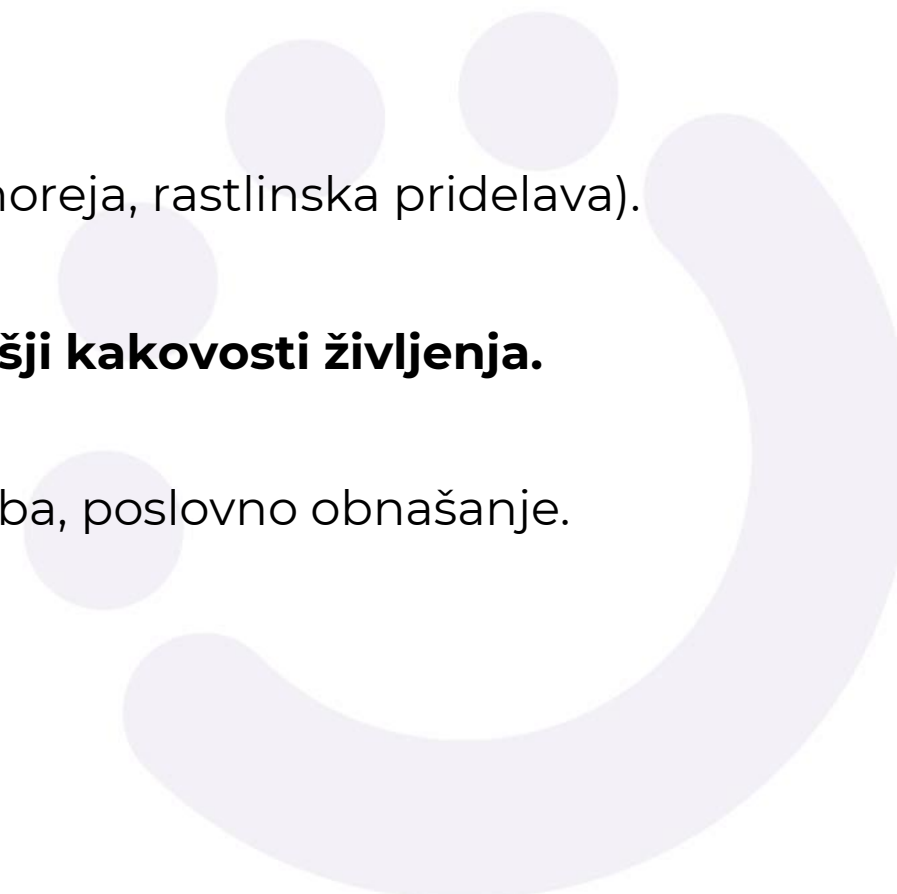 noreja, rastlinska pridelava).
šji kakovosti življenja.
ba, poslovno obnašanje.